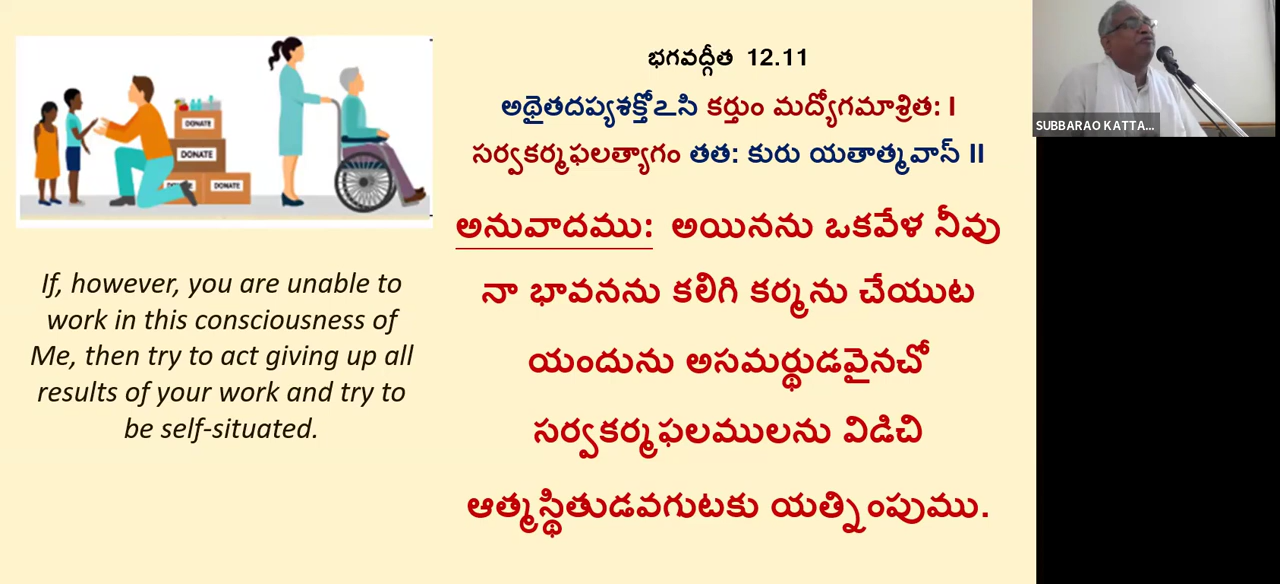 DONATE
DONATE
DONATE
If, however, you are unable to
work in this consciousness of
Me, then try to act giving up all
results of your work and try to
be self-situated.
భగవద్గీత 12.11
అథైతదప్యశక్తోఽసి కర్తుం మద్యోగమాశ్రిత: I
సర్వకర్మఫలత్యాగం తత: కురు యతాత్మవాన్ II
అనువాదము: అయినను ఒకవేళ నీవు
నా భావనను కలిగి కర్మను చేయుట
యందును అసమర్థుడవైనచో
సర్వకర్మఫలములను విడిచి
ఆత్మస్థితుడవగుటకు యత్నింపుము.
SUBBARAO KATTA...